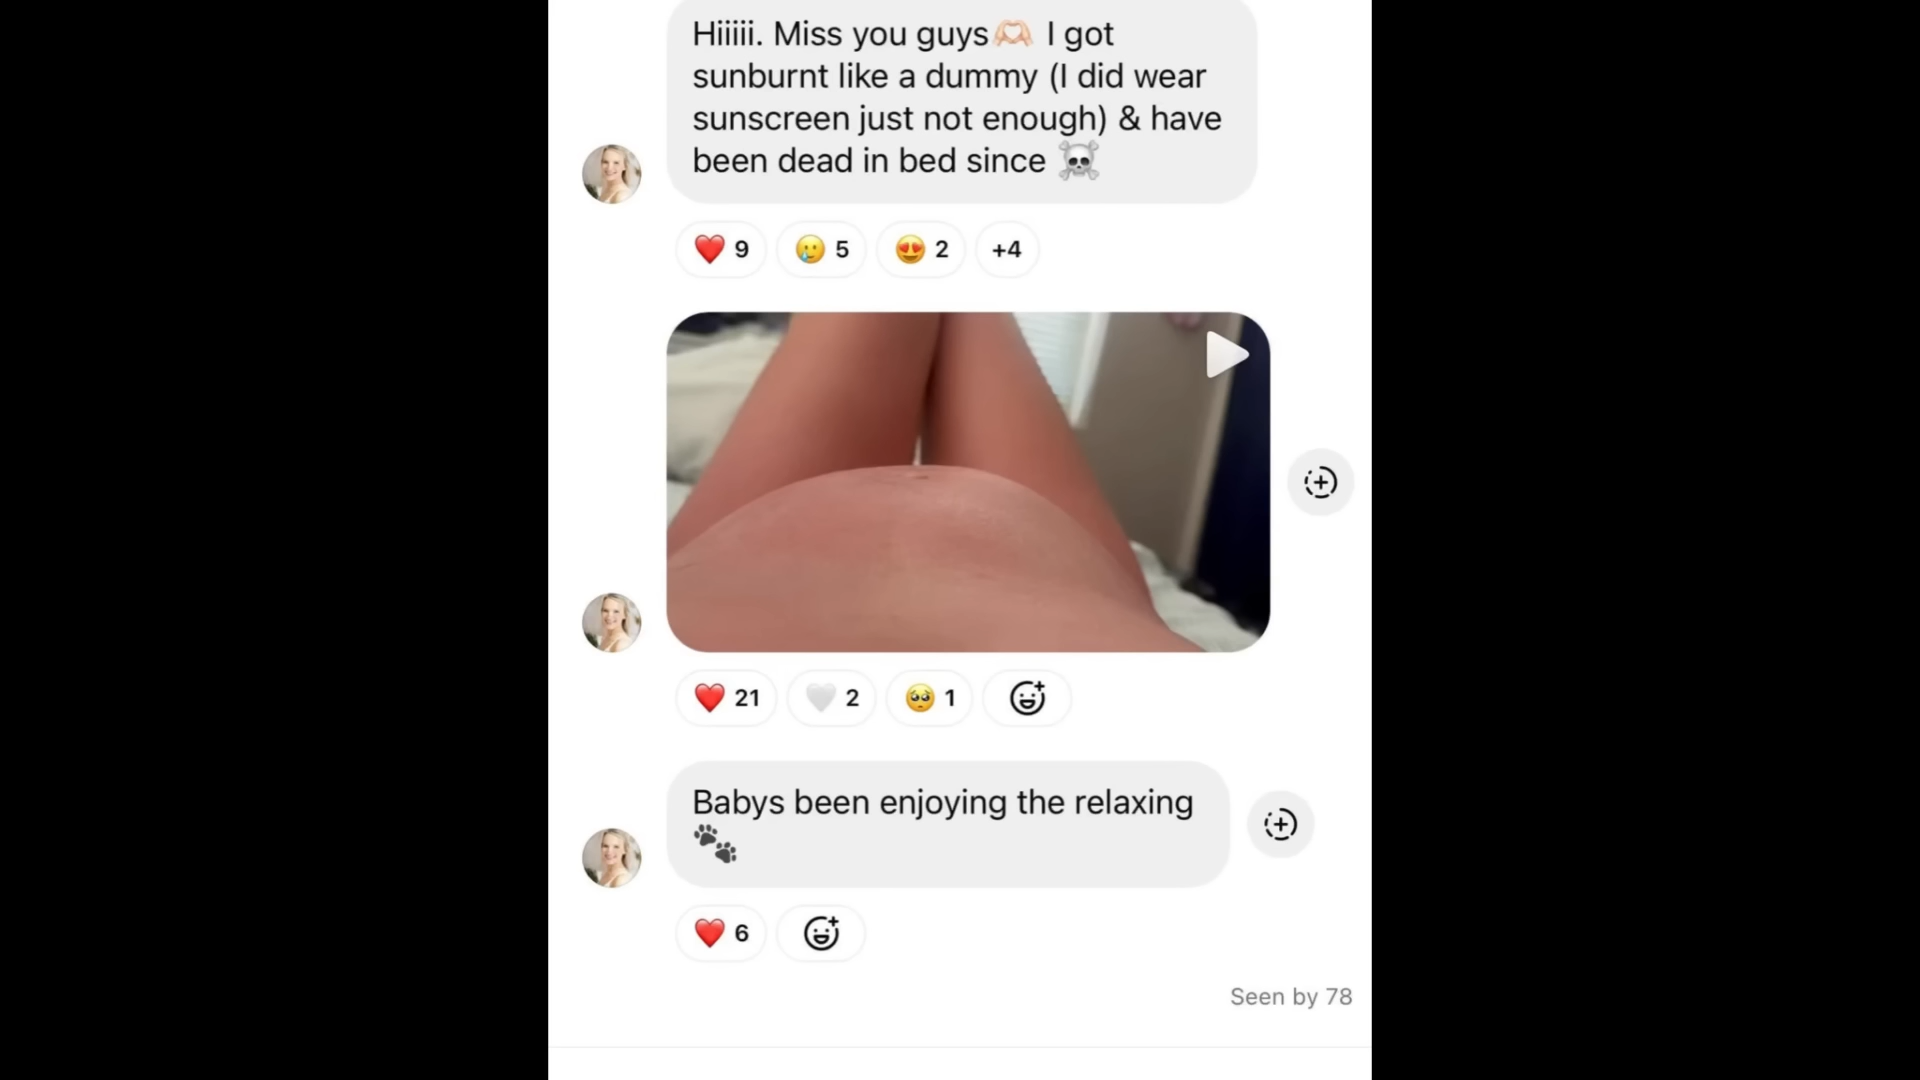 Hiiiii. Miss you guys🫶🏻 I got
sunburnt like a dummy (I did wear
sunscreen just not enough) & have
been dead in bed since ☠️
❤️ 9 🥲 5 😍 2 +4
❤️ 21 🤍 2 🥺 1
Babys been enjoying the relaxing
🐾
❤️ 6
Seen by 78